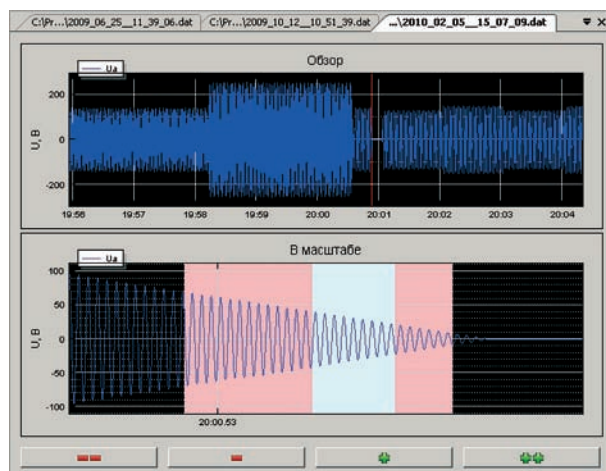 C:\Pr...\2009_06_25__11_39_06.dat C:\Pr...\2009_10_12__10_51_39.dat ...\2010_02_05__15_07_09.dat
Обзор
Ua
U, В
200
0
-200
19:56 19:57 19:58 19:59 20:00 20:01 20:02 20:03 20:04
В масштабе
Ua
U, В
100
50
0
-50
-100
20:00.53